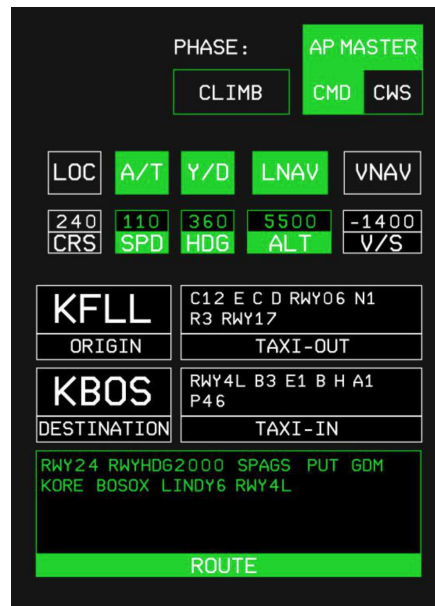 PHASE: AP MASTER
CLIMB CMD CWS
LOC A/T Y/D LNAV VNAV
240 110 360 5500 -1400
CRS SPD HDG ALT V/S
KFLL C12 E C D RWY06 N1
R3 RWY17
ORIGIN TAXI-OUT
KBOS RWY4L B3 E1 B H A1
P46
DESTINATION TAXI-IN
RWY24 RWYHDG2000 SPAGS PUT GDM
KORE BOSOX LINDY6 RWY4L
ROUTE